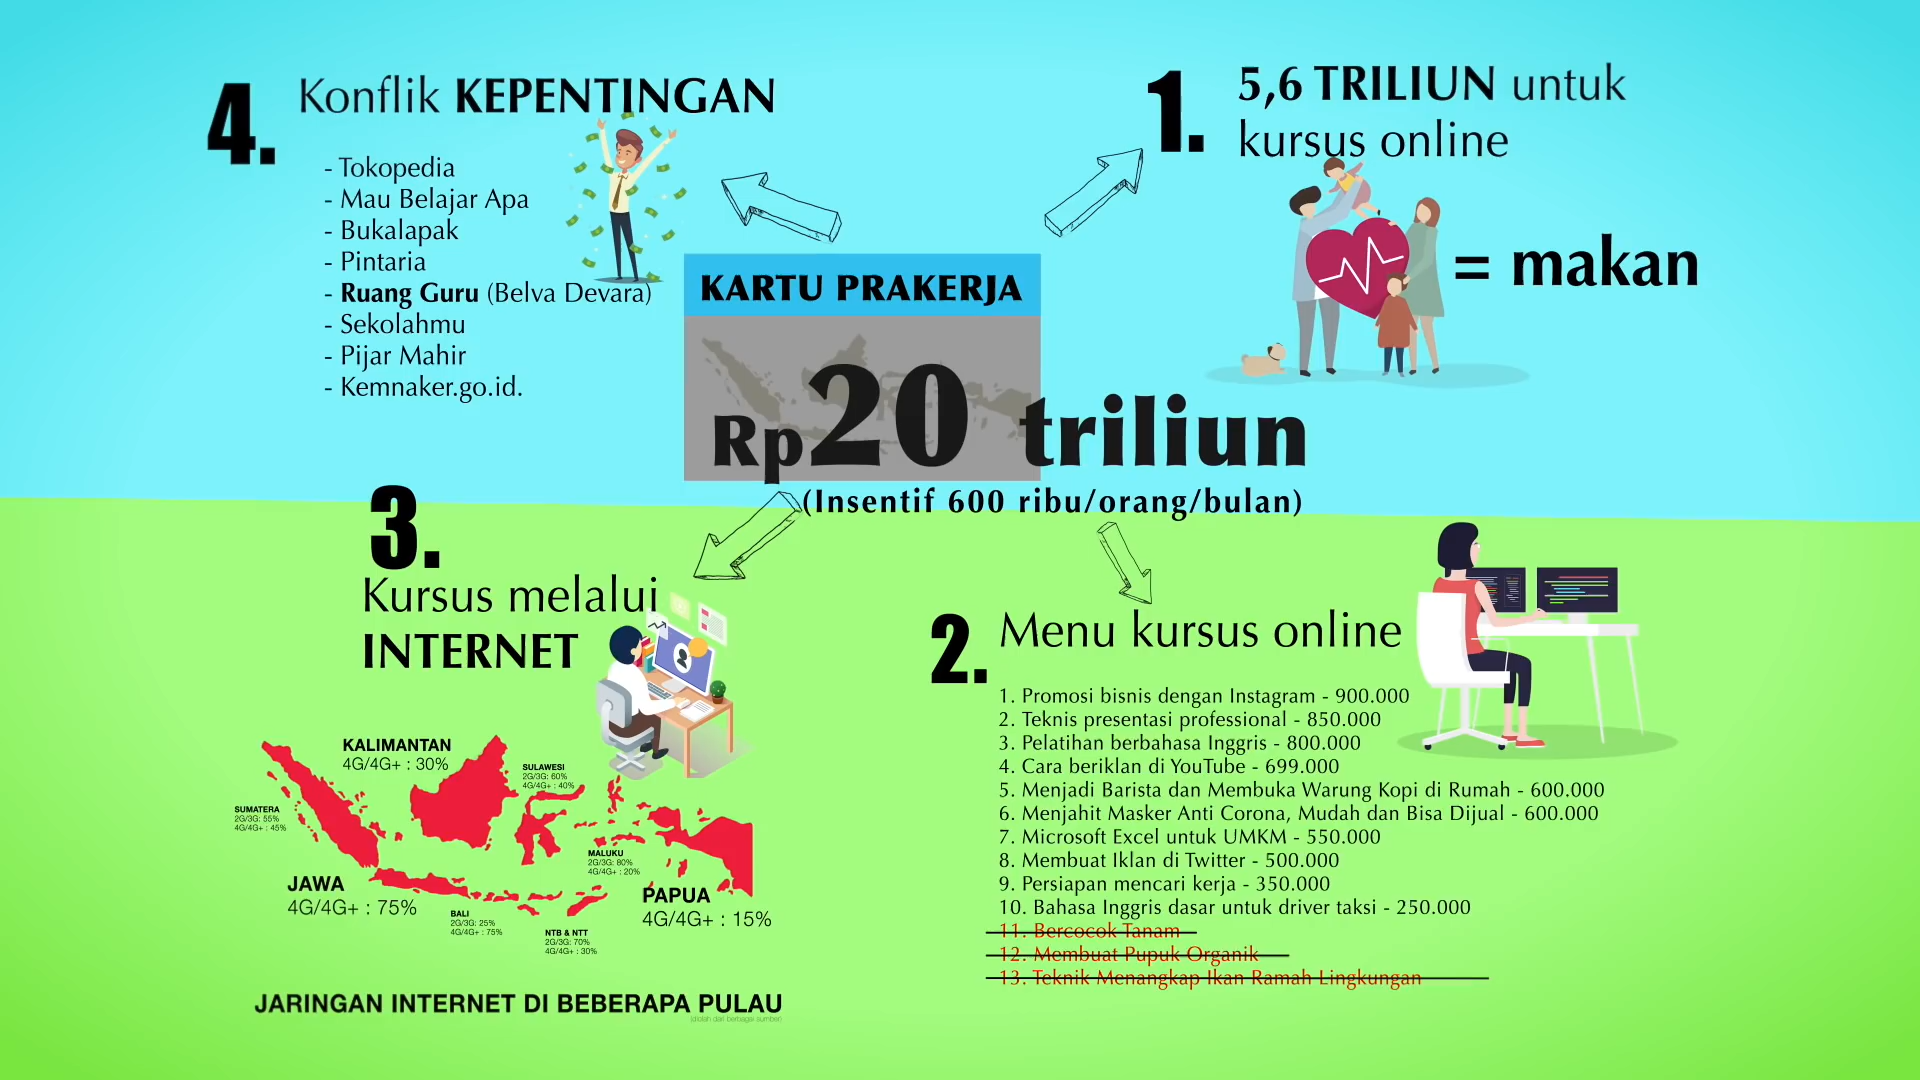 4. Konflik KEPENTINGAN
- Tokopedia
- Mau Belajar Apa
- Bukalapak
- Pintaria
- Ruang Guru (Belva Devara)
- Sekolahmu
- Pijar Mahir
- Kemnaker.go.id.
1. 5,6 TRILIUN untuk
kursus online
= makan
KARTU PRAKERJA
Rp20 triliun
(Insentif 600 ribu/orang/bulan)
3.
Kursus melalui
INTERNET
KALIMANTAN
4G/4G+ : 30%
SULAWESI
2G/3G: 60%
4G/4G+ : 40%
SUMATERA
2G/3G: 55%
4G/4G+ : 45%
MALUKU
2G/3G: 80%
4G/4G+ : 20%
JAWA
4G/4G+ : 75%
PAPUA
4G/4G+ : 15%
BALI
2G/3G: 25%
4G/4G+ : 75%
NTB & NTT
2G/3G: 70%
4G/4G+ : 30%
JARINGAN INTERNET DI BEBERAPA PULAU
(diolah dari berbagai sumber)
2. Menu kursus online
1. Promosi bisnis dengan Instagram - 900.000
2. Teknis presentasi professional - 850.000
3. Pelatihan berbahasa Inggris - 800.000
4. Cara beriklan di YouTube - 699.000
5. Menjadi Barista dan Membuka Warung Kopi di Rumah - 600.000
6. Menjahit Masker Anti Corona, Mudah dan Bisa Dijual - 600.000
7. Microsoft Excel untuk UMKM - 550.000
8. Membuat Iklan di Twitter - 500.000
9. Persiapan mencari kerja - 350.000
10. Bahasa Inggris dasar untuk driver taksi - 250.000
11. Bercocok Tanam
12. Membuat Pupuk Organik
13. Teknik Menangkap Ikan Ramah Lingkungan